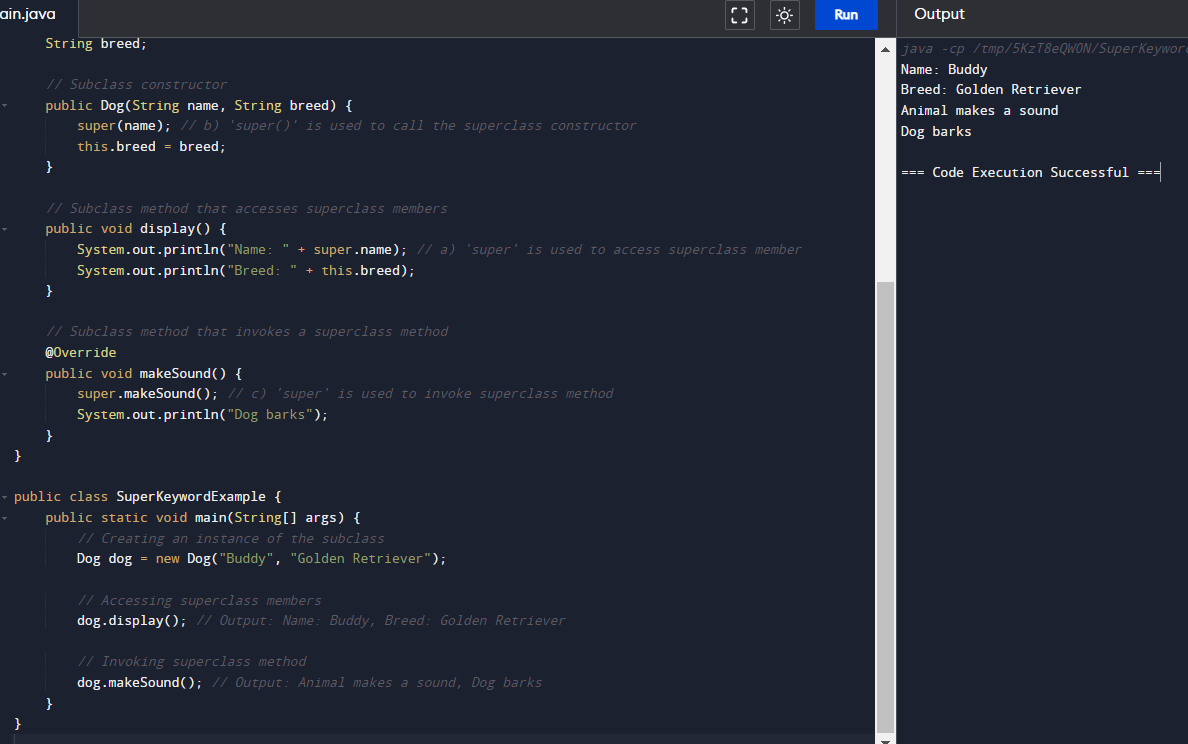 ain.java
Run
Output
    String breed;

    // Subclass constructor
    public Dog(String name, String breed) {
        super(name); // b) 'super()' is used to call the superclass constructor
        this.breed = breed;
    }

    // Subclass method that accesses superclass members
    public void display() {
        System.out.println("Name: " + super.name); // a) 'super' is used to access superclass member
        System.out.println("Breed: " + this.breed);
    }

    // Subclass method that invokes a superclass method
    @Override
    public void makeSound() {
        super.makeSound(); // c) 'super' is used to invoke superclass method
        System.out.println("Dog barks");
    }
}

public class SuperKeywordExample {
    public static void main(String[] args) {
        // Creating an instance of the subclass
        Dog dog = new Dog("Buddy", "Golden Retriever");

        // Accessing superclass members
        dog.display(); // Output: Name: Buddy, Breed: Golden Retriever

        // Invoking superclass method
        dog.makeSound(); // Output: Animal makes a sound, Dog barks
    }
}
java -cp /tmp/5KzT8eQWON/SuperKeywor
Name: Buddy
Breed: Golden Retriever
Animal makes a sound
Dog barks

=== Code Execution Successful ===